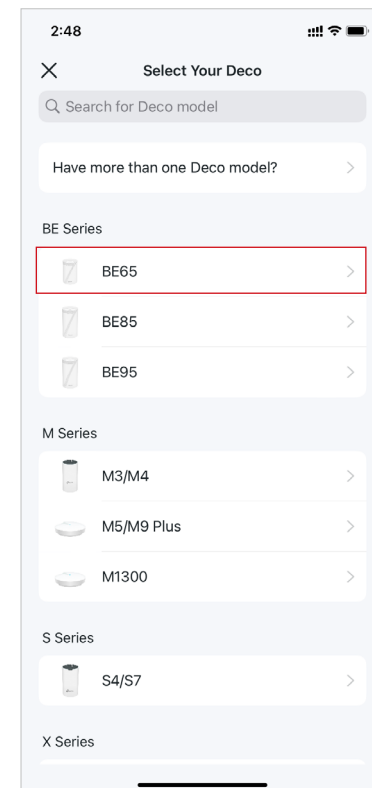 2:48
Select Your Deco
Search for Deco model
Have more than one Deco model?
BE Series
BE65
BE85
BE95
M Series
M3/M4
M5/M9 Plus
M1300
S Series
S4/S7
X Series